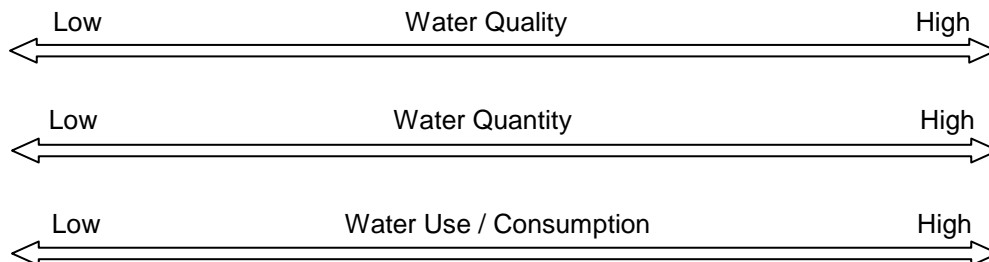 Low Water Quality High
Low Water Quantity High
Low Water Use / Consumption High